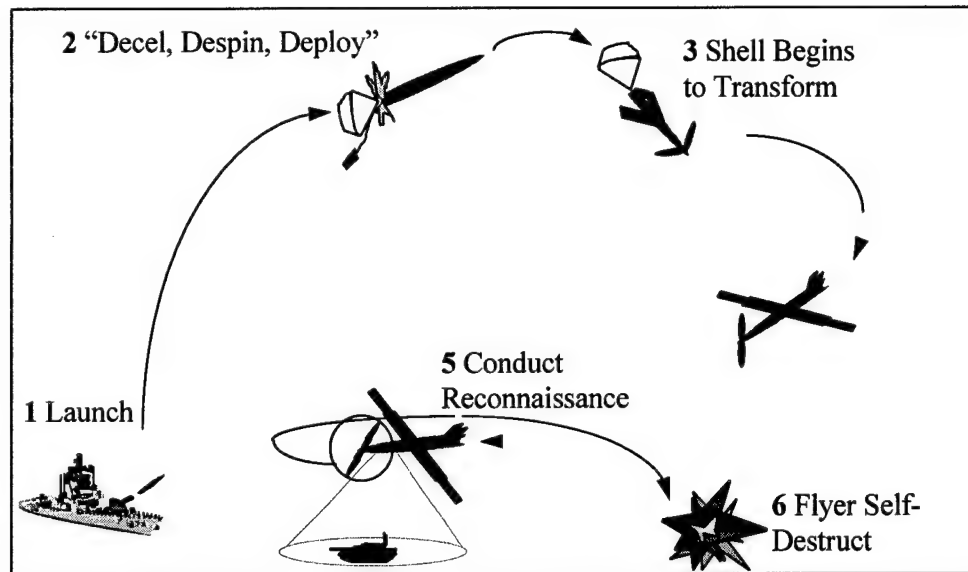 2 “Decel, Despin, Deploy”
3 Shell Begins
to Transform
1 Launch
5 Conduct
Reconnaissance
6 Flyer Self-
Destruct